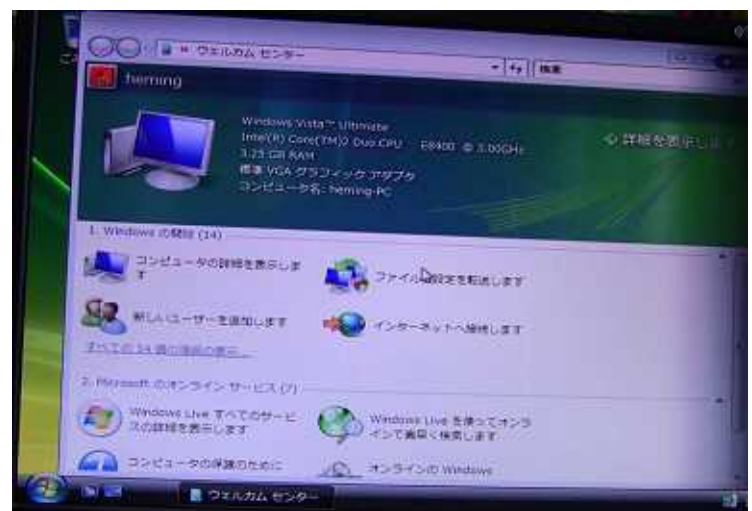 ウェルカム センター
検索
heming
Windows Vista™ Ultimate
Intel(R) Core(TM)2 Duo CPU E8400 @ 3.00GHz
3.25 GB RAM
標準 VGA グラフィック アダプタ
コンピュータ名: heming-PC
詳細を表示しま
1. Windows の開始 (14)
コンピュータの詳細を表示しま
す
ファイル 設定を転送します
新しいユーザーを追加します
インターネットへ接続します
すべての 14 個の項目の表示...
2. Microsoft のオンライン サービス (7)
Windows Live すべてのサービ
スの詳細を表示します
Windows Live を使ってオンラ
インで素早く検索します
コンピュータの保護のために
オンラインの Windows
ウェルカム センター